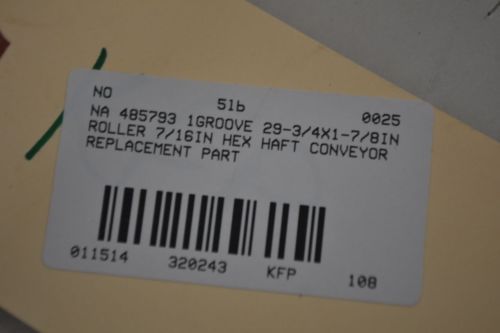 NO 51b 0025
NA 485793 1GROOVE 29-3/4X1-7/8IN
ROLLER 7/16IN HEX HAFT CONVEYOR
REPLACEMENT PART
011514 320243 KFP 108